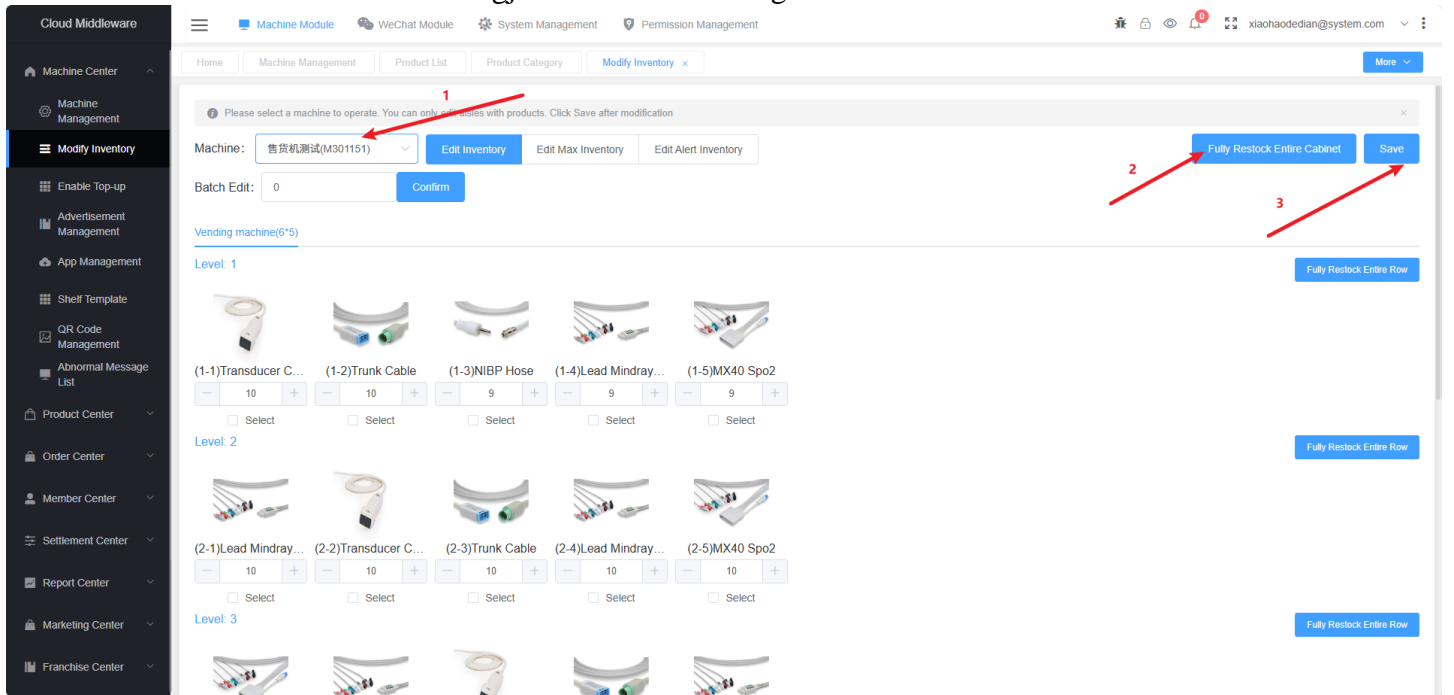 Cloud Middleware
Machine Module
WeChat Module
System Management
Permission Management
0
xiaohaodedian@system.com
Home
Machine Management
Product List
Product Category
Modify Inventory ×
More
Machine Center
Machine
Management
Modify Inventory
Enable Top-up
Advertisement
Management
App Management
Shelf Template
QR Code
Management
Abnormal Message
List
Product Center
Order Center
Member Center
Settlement Center
Report Center
Marketing Center
Franchise Center
1
Please select a machine to operate. You can only edit aisles with products. Click Save after modification
Machine:
售货机测试(M301151)
Edit Inventory
Edit Max Inventory
Edit Alert Inventory
Fully Restock Entire Cabinet
Save
2
3
Batch Edit:
0
Confirm
Vending machine(6*5)
Level: 1
Fully Restock Entire Row
(1-1)Transducer C...
(1-2)Trunk Cable
(1-3)NIBP Hose
(1-4)Lead Mindray...
(1-5)MX40 Spo2
− 10 +
− 10 +
− 9 +
− 9 +
− 9 +
Select
Select
Select
Select
Select
Level: 2
Fully Restock Entire Row
(2-1)Lead Mindray...
(2-2)Transducer C...
(2-3)Trunk Cable
(2-4)Lead Mindray...
(2-5)MX40 Spo2
− 10 +
− 10 +
− 10 +
− 10 +
− 10 +
Select
Select
Select
Select
Select
Level: 3
Fully Restock Entire Row